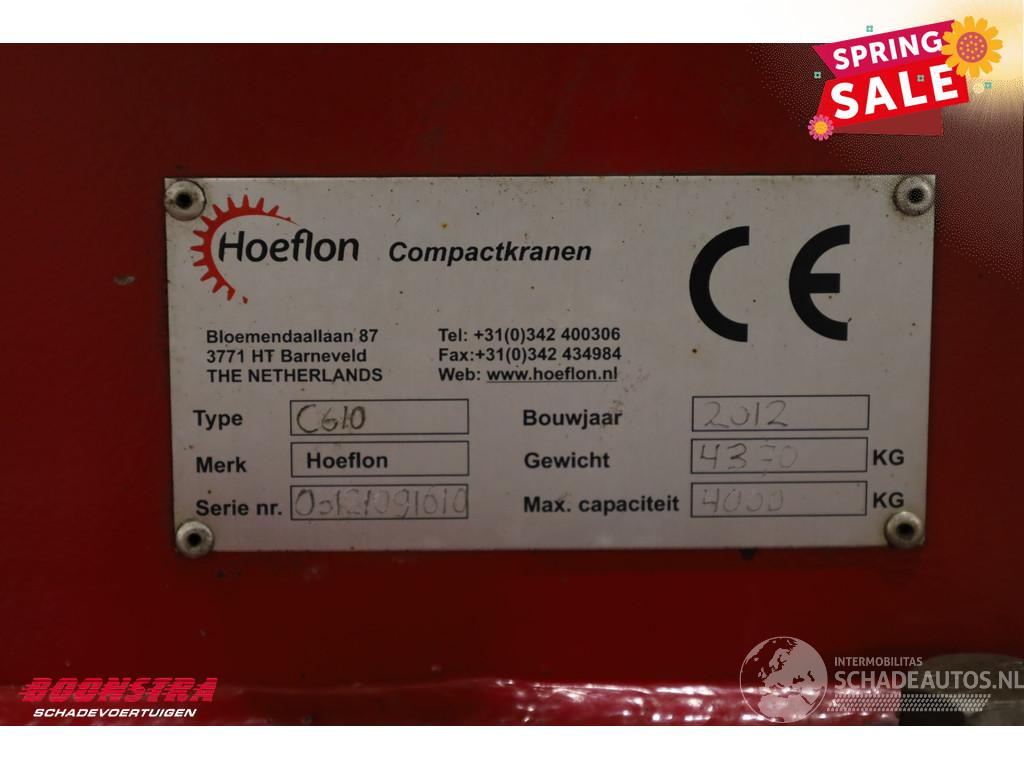 SPRING
SALE
Hoeflon Compactkranen
CE
Bloemendaallaan 87
3771 HT Barneveld
THE NETHERLANDS
Tel: +31(0)342 400306
Fax:+31(0)342 434984
Web: www.hoeflon.nl
Type C610
Merk Hoeflon
Serie nr.
Bouwjaar 2012
Gewicht 4370 KG
Max. capaciteit 4000 KG
BOONSTRA
SCHADEVOERTUIGEN
INTERMOBILITAS
SCHADEAUTOS.NL